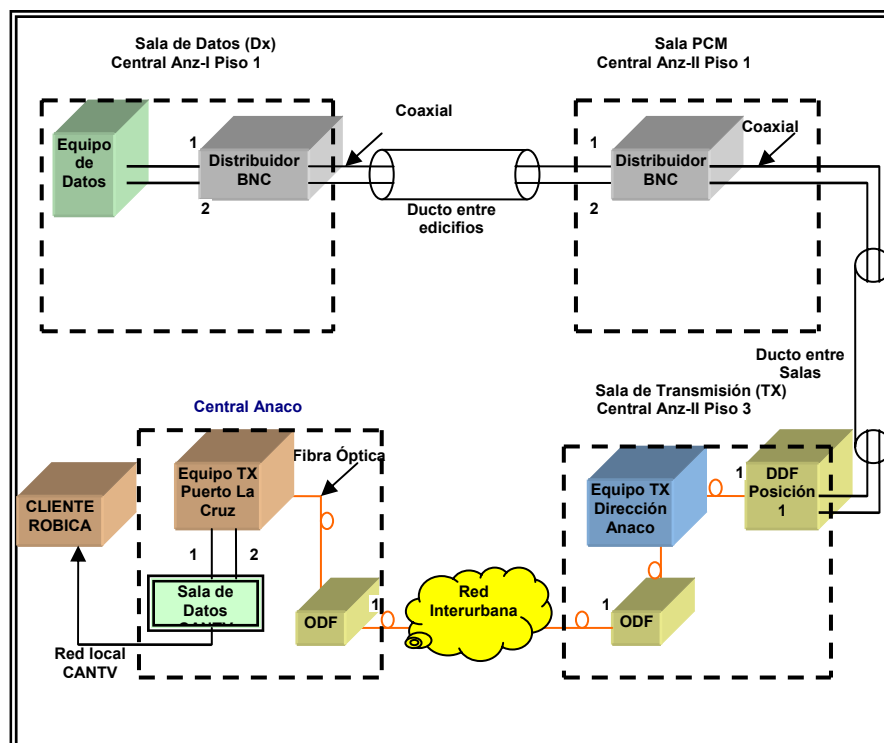 Sala de Datos (Dx)
Central Anz-I Piso 1
Sala PCM
Central Anz-II Piso 1
Equipo
de
Datos
1
2
Distribuidor
BNC
Coaxial
Ducto entre
edicifios
1
2
Distribuidor
BNC
Coaxial
Ducto entre
Salas
Sala de Transmisión (TX)
Central Anz-II Piso 3
Central Anaco
CLIENTE
ROBICA
Equipo TX
Puerto La
Cruz
Fibra Óptica
1
2
Sala de
Datos
CANTV
Red local
CANTV
ODF
1
Red
Interurbana
1
ODF
Equipo TX
Dirección
Anaco
1
DDF
Posición
1